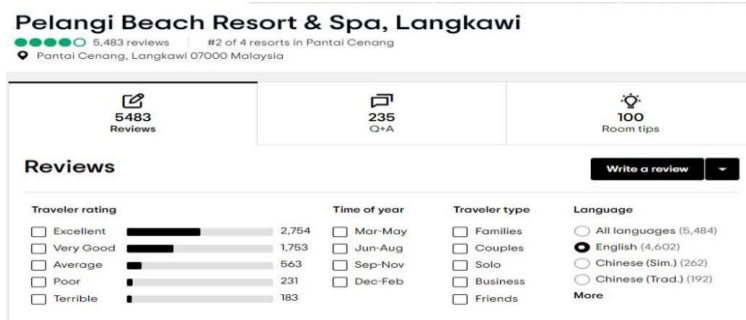 Pelangi Beach Resort & Spa, Langkawi
5,483 reviews #2 of 4 resorts in Pantai Cenang
Pantai Cenang, Langkawi 07000 Malaysia
5483 235 100
Reviews Q+A Room tips
Reviews Write a review
Traveler rating Time of year Traveler type Language
Excellent 2,754 Mar-May Families All languages (5,484)
Very Good 1,753 Jun-Aug Couples English (4,602)
Average 563 Sep-Nov Solo Chinese (Sim.) (262)
Poor 231 Dec-Feb Business Chinese (Trad.) (192)
Terrible 183 Friends More